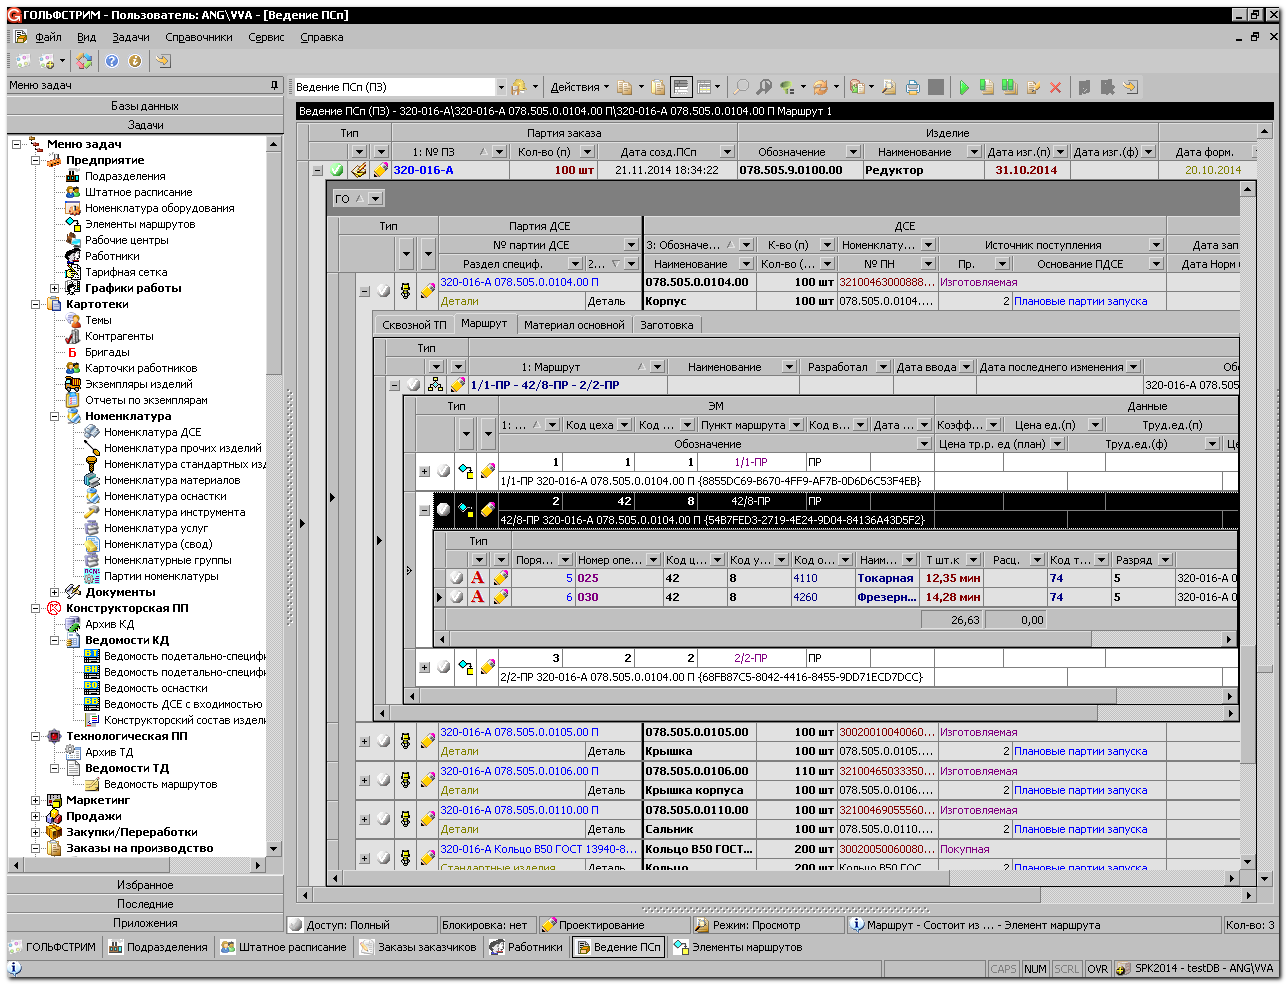 ГОЛЬФСТРИМ - Пользователь: ANG\VVA - [Ведение ПСп]
Файл Вид Задачи Справочники Сервис Справка
Меню задач
Базы данных
Задачи
Меню задач
Предприятие
Подразделения
Штатное расписание
Номенклатура оборудования
Элементы маршрутов
Рабочие центры
Работники
Тарифная сетка
Графики работы
Картотеки
Темы
Контрагенты
Бригады
Карточки работников
Экземпляры изделий
Отчеты по экземплярам
Номенклатура
Номенклатура ДСЕ
Номенклатура прочих изделий
Номенклатура стандартных изд
Номенклатура материалов
Номенклатура оснастки
Номенклатура инструмента
Номенклатура услуг
Номенклатура (свод)
Номенклатурные группы
Партии номенклатуры
Документы
Конструкторская ПП
Архив КД
Ведомости КД
Ведомость подетально-специфи
Ведомость подетально-специфи
Ведомость оснастки
Ведомость ДСЕ с входимостью
Конструкторский состав издели
Технологическая ПП
Архив ТД
Ведомости ТД
Ведомость маршрутов
Маркетинг
Продажи
Закупки/Переработки
Заказы на производство
Избранное
Последние
Приложения
Ведение ПСп (ПЗ) Действия
Ведение ПСп (ПЗ) - 320-016-А\320-016-А 078.505.0.0104.00 П\320-016-А 078.505.0.0104.00 П Маршрут 1
Тип Партия заказа Изделие
1: № ПЗ Кол-во (п) Дата созд.ПСп Обозначение Наименование Дата изг.(п) Дата изг.(ф) Дата форм.
320-016-А 100 шт 21.11.2014 18:34:22 078.505.9.0100.00 Редуктор 31.10.2014 20.10.2014
ГО
Тип Партия ДСЕ ДСЕ
№ партии ДСЕ 3: Обозначе... К-во (п) Номенклату... Источник поступления Дата зап
Раздел специф. 2... Наименование Кол-во (... № ПН Пр. Основание ПДСЕ Дата Норм
320-016-А 078.505.0.0104.00 П 078.505.0.0104.00 100 шт 32100463000888... Изготовляемая
Детали Деталь Корпус 100 шт 078.505.0.0104.... 2 Плановые партии запуска
Сквозной ТП Маршрут Материал основной Заготовка
Тип
1: Маршрут Наименование Разработал Дата ввода Дата последнего изменения Обо
1/1-ПР - 42/8-ПР - 2/2-ПР 320-016-А 078.505
Тип ЭМ Данные
1: ... Код цеха Код ... Пункт маршрута Код в... Дата ... Коэфф... Цена ед.(п) Труд.ед.(п)
Обозначение Цена тр.р. ед (план) Труд.ед.(ф) Це
1 1 1 1/1-ПР ПР
1/1-ПР 320-016-А 078.505.0.0104.00 П {8855DC69-B670-4FF9-AF7B-0D6D6C53F4EB}
2 42 8 42/8-ПР ПР
42/8-ПР 320-016-А 078.505.0.0104.00 П {54B7FED3-2719-4E24-9D04-84136A43D5F2}
Тип
Поря... Номер опе... Код ц... Код у... Код о... Наим... Т шт.к Расц. Код т... Разряд
5 025 42 8 4110 Токарная 12,35 мин 74 5 320-016-А 0
6 030 42 8 4260 Фрезерн... 14,28 мин 74 5 320-016-А 0
26,63 0,00
3 2 2 2/2-ПР ПР
2/2-ПР 320-016-А 078.505.0.0104.00 П {68FB87C5-8042-4416-8455-9DD71ECD7DCC}
320-016-А 078.505.0.0105.00 П 078.505.0.0105.00 100 шт 30020010040060... Изготовляемая
Детали Деталь Крышка 100 шт 078.505.0.0105.... 2 Плановые партии запуска
320-016-А 078.505.0.0106.00 П 078.505.0.0106.00 110 шт 32100465033350... Изготовляемая
Детали Деталь Крышка корпуса 100 шт 078.505.0.0106.... 2 Плановые партии запуска
320-016-А 078.505.0.0110.00 П 078.505.0.0110.00 100 шт 32100469055560... Изготовляемая
Детали Деталь Сальник 100 шт 078.505.0.0110.... 2 Плановые партии запуска
320-016-А Кольцо В50 ГОСТ 13940-8... Кольцо В50 ГОСТ... 200 шт 30020050060080... Покупная
Стандартные изделия Деталь Кольцо 200 шт Кольцо В50 ГОС... 2 Плановые партии запуска
Доступ: Полный Блокировка: нет Проектирование Режим: Просмотр Маршрут - Состоит из ... - Элемент маршрута Кол-во: 3
ГОЛЬФСТРИМ Подразделения Штатное расписание Заказы заказчиков Работники Ведение ПСп Элементы маршрутов
CAPS NUM SCRL OVR SPK2014 - testDB - ANG\VVA